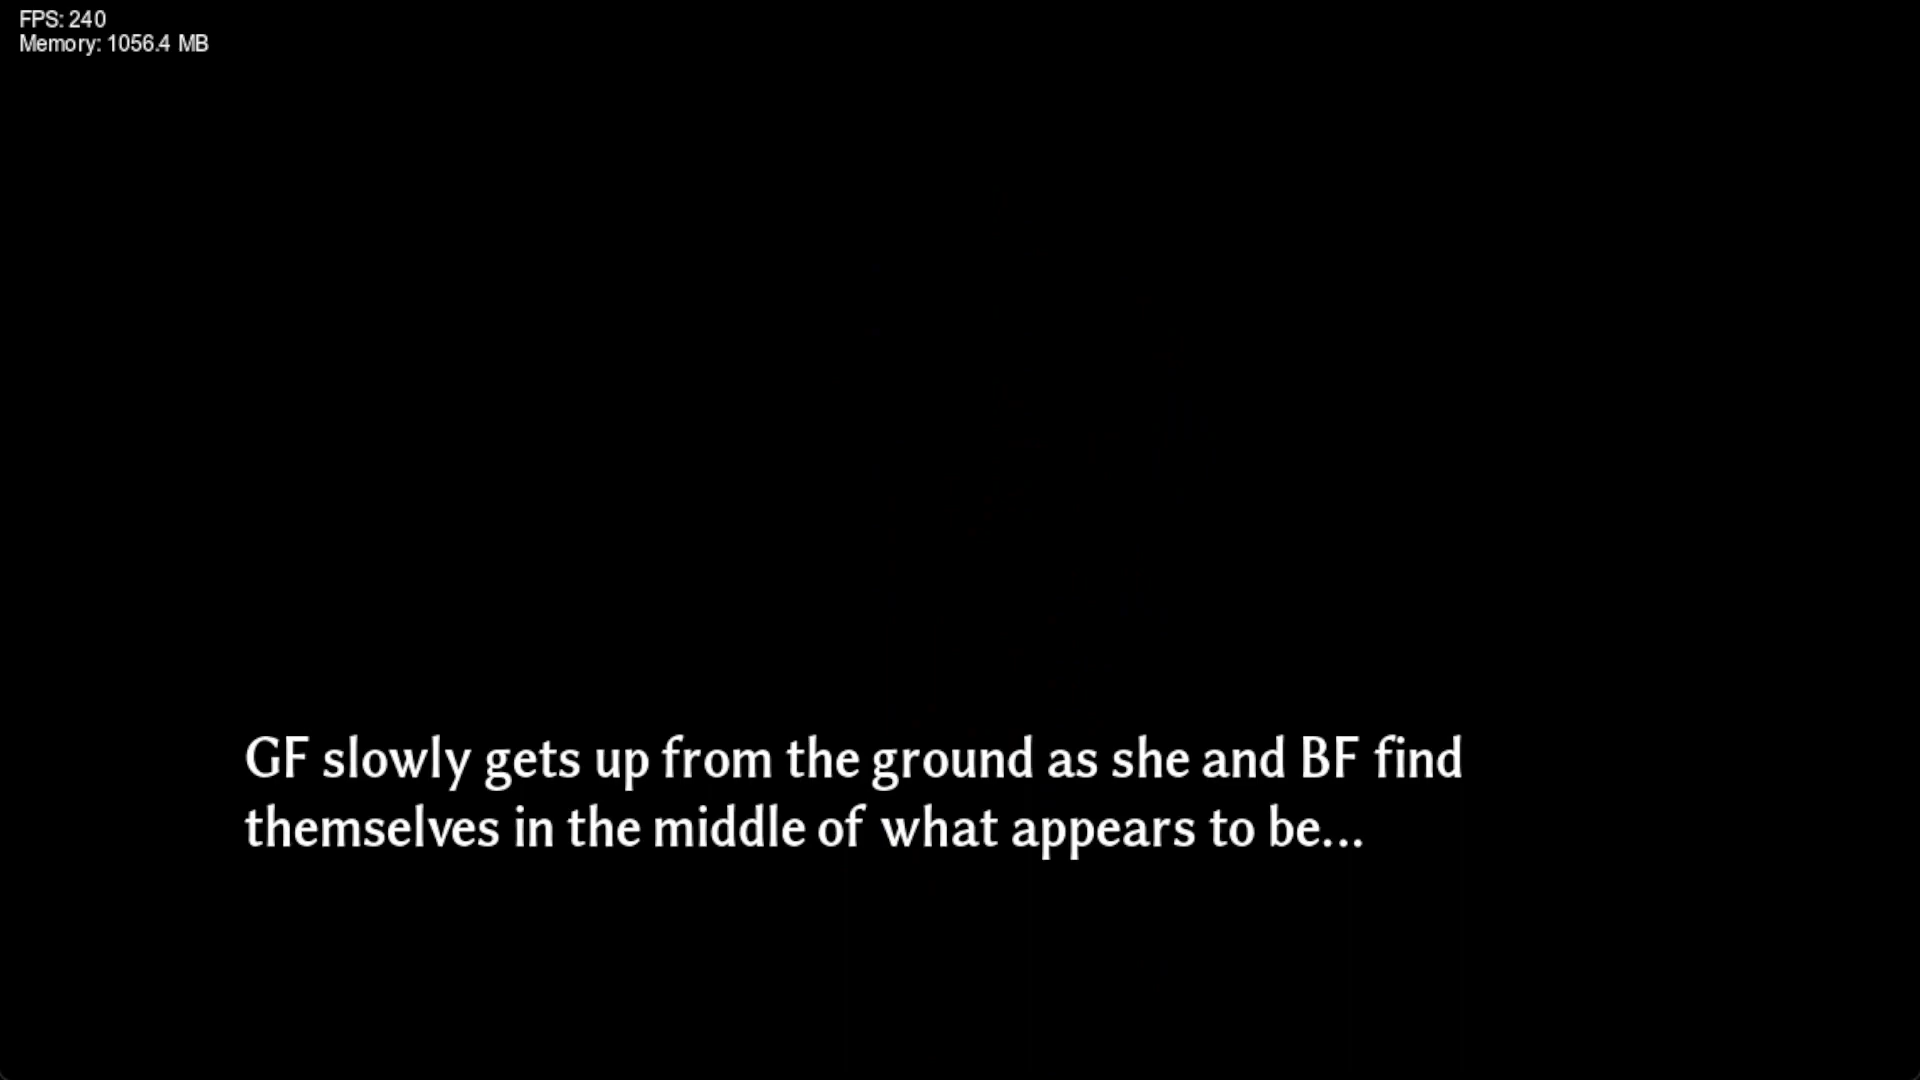 FPS: 240
Memory: 1056.4 MB
GF slowly gets up from the ground as she and BF find
themselves in the middle of what appears to be...